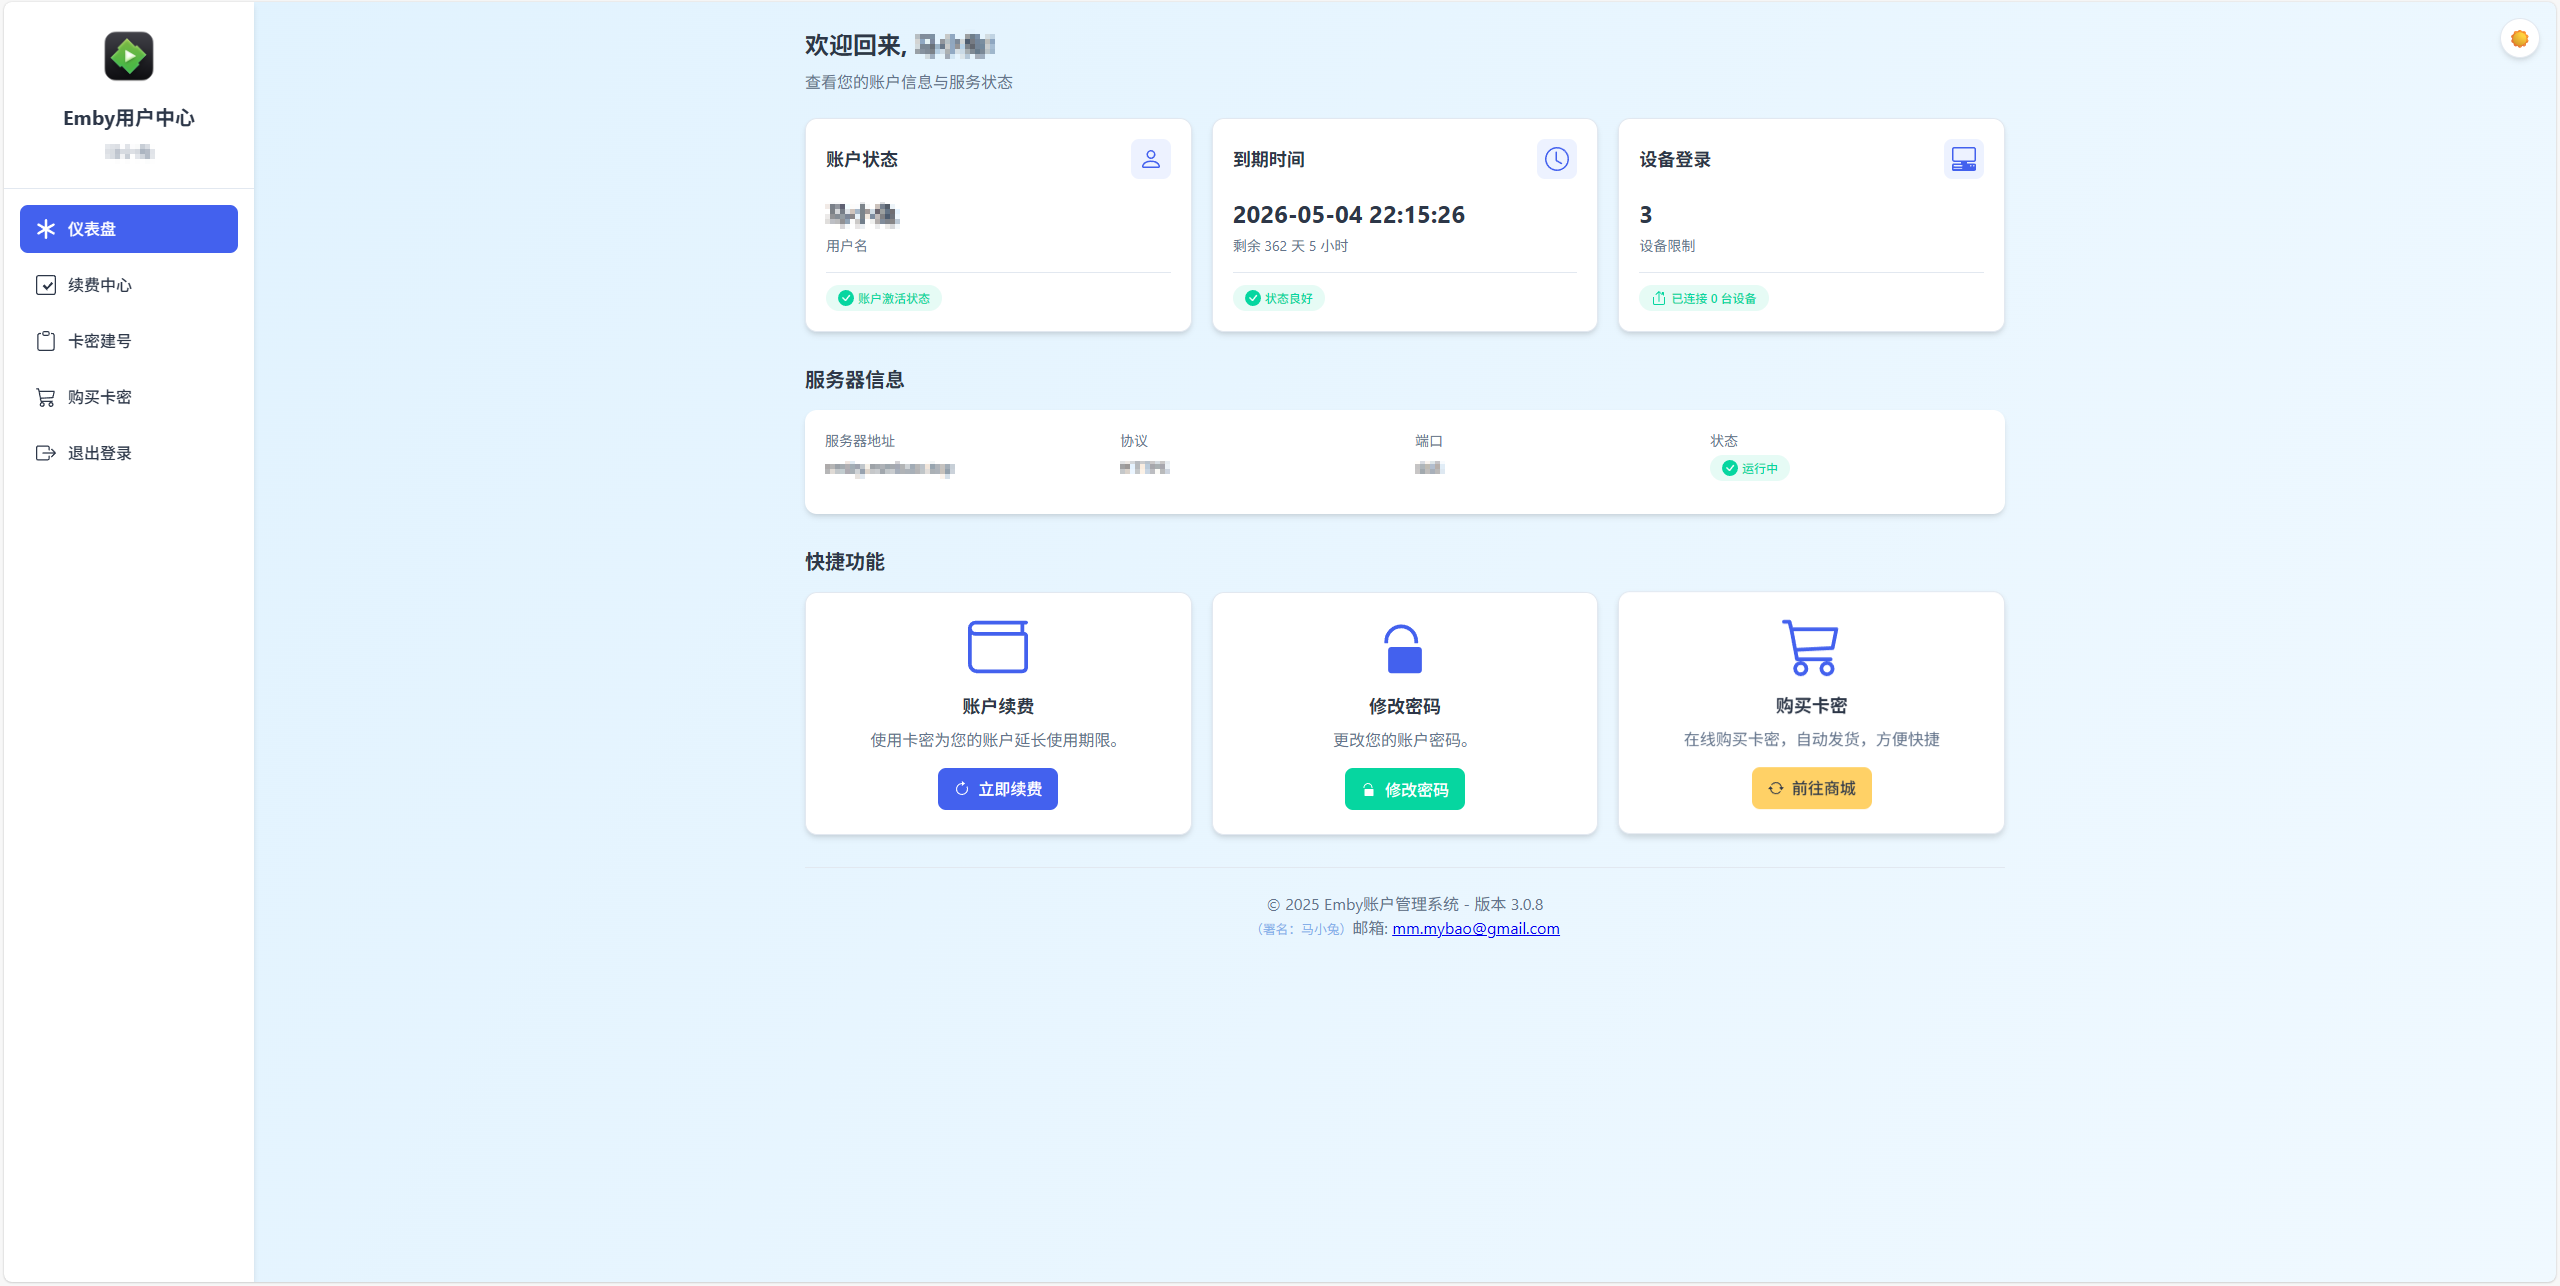 Emby用户中心
仪表盘
续费中心
卡密建号
购买卡密
退出登录
欢迎回来,
查看您的账户信息与服务状态
账户状态
用户名
账户激活状态
到期时间
2026-05-04 22:15:26
剩余 362 天 5 小时
状态良好
设备登录
3
设备限制
已连接 0 台设备
服务器信息
服务器地址
协议
端口
状态
运行中
快捷功能
账户续费
使用卡密为您的账户延长使用期限。
立即续费
修改密码
更改您的账户密码。
修改密码
购买卡密
在线购买卡密，自动发货，方便快捷
前往商城
© 2025 Emby账户管理系统 - 版本 3.0.8
（署名：马小兔）邮箱: mm.mybao@gmail.com